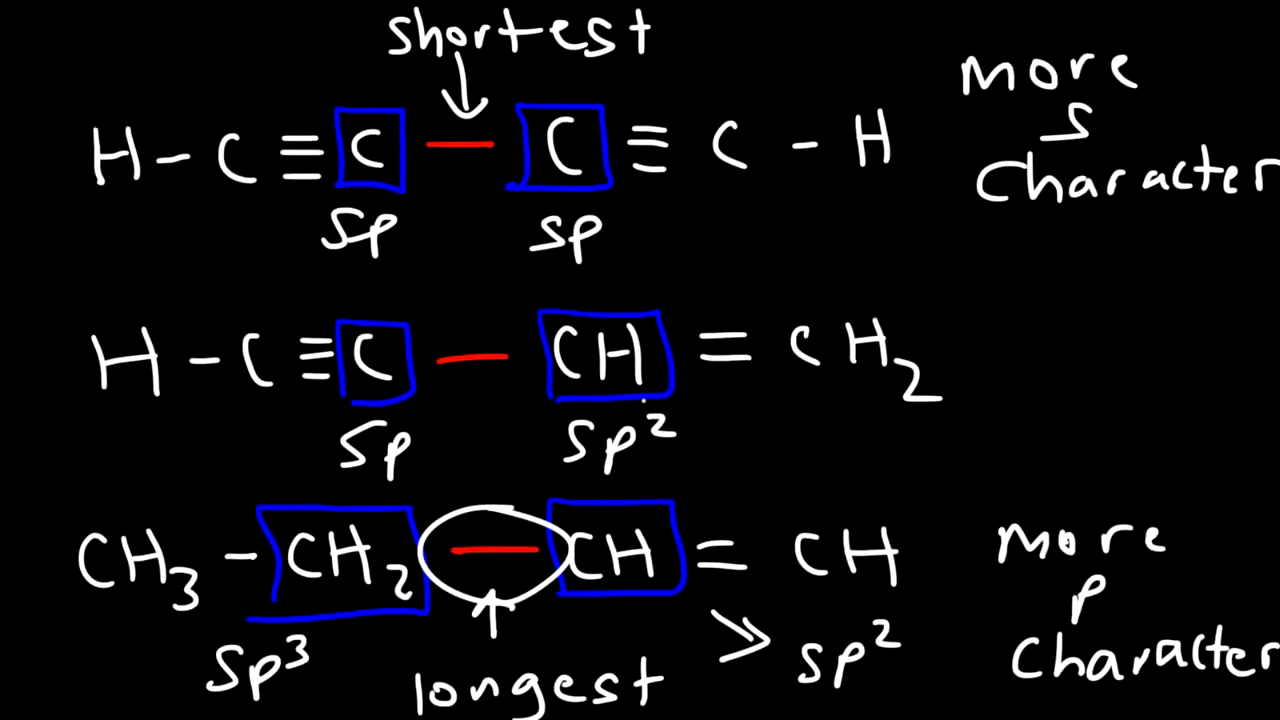 shortest
H-C≡C—C≡C-H
sp sp
more
s
character
H-C≡C—CH=CH₂
sp sp²
CH₃-CH₂—CH=CH
sp³ sp²
longest
more
p
character